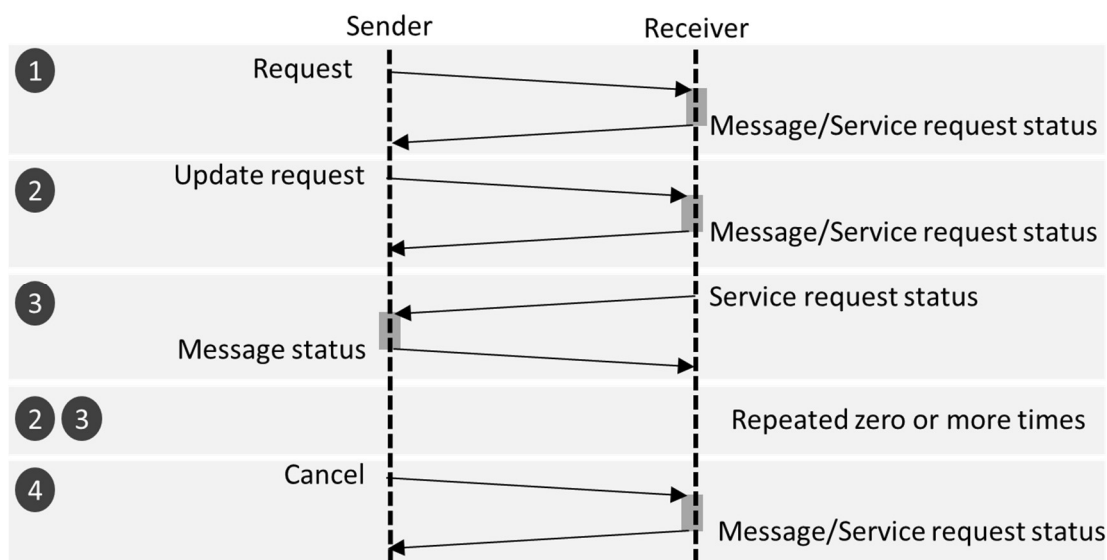 Sender Receiver
1 Request
Message/Service request status
2 Update request
Message/Service request status
3 Service request status
Message status
2 3 Repeated zero or more times
4 Cancel
Message/Service request status